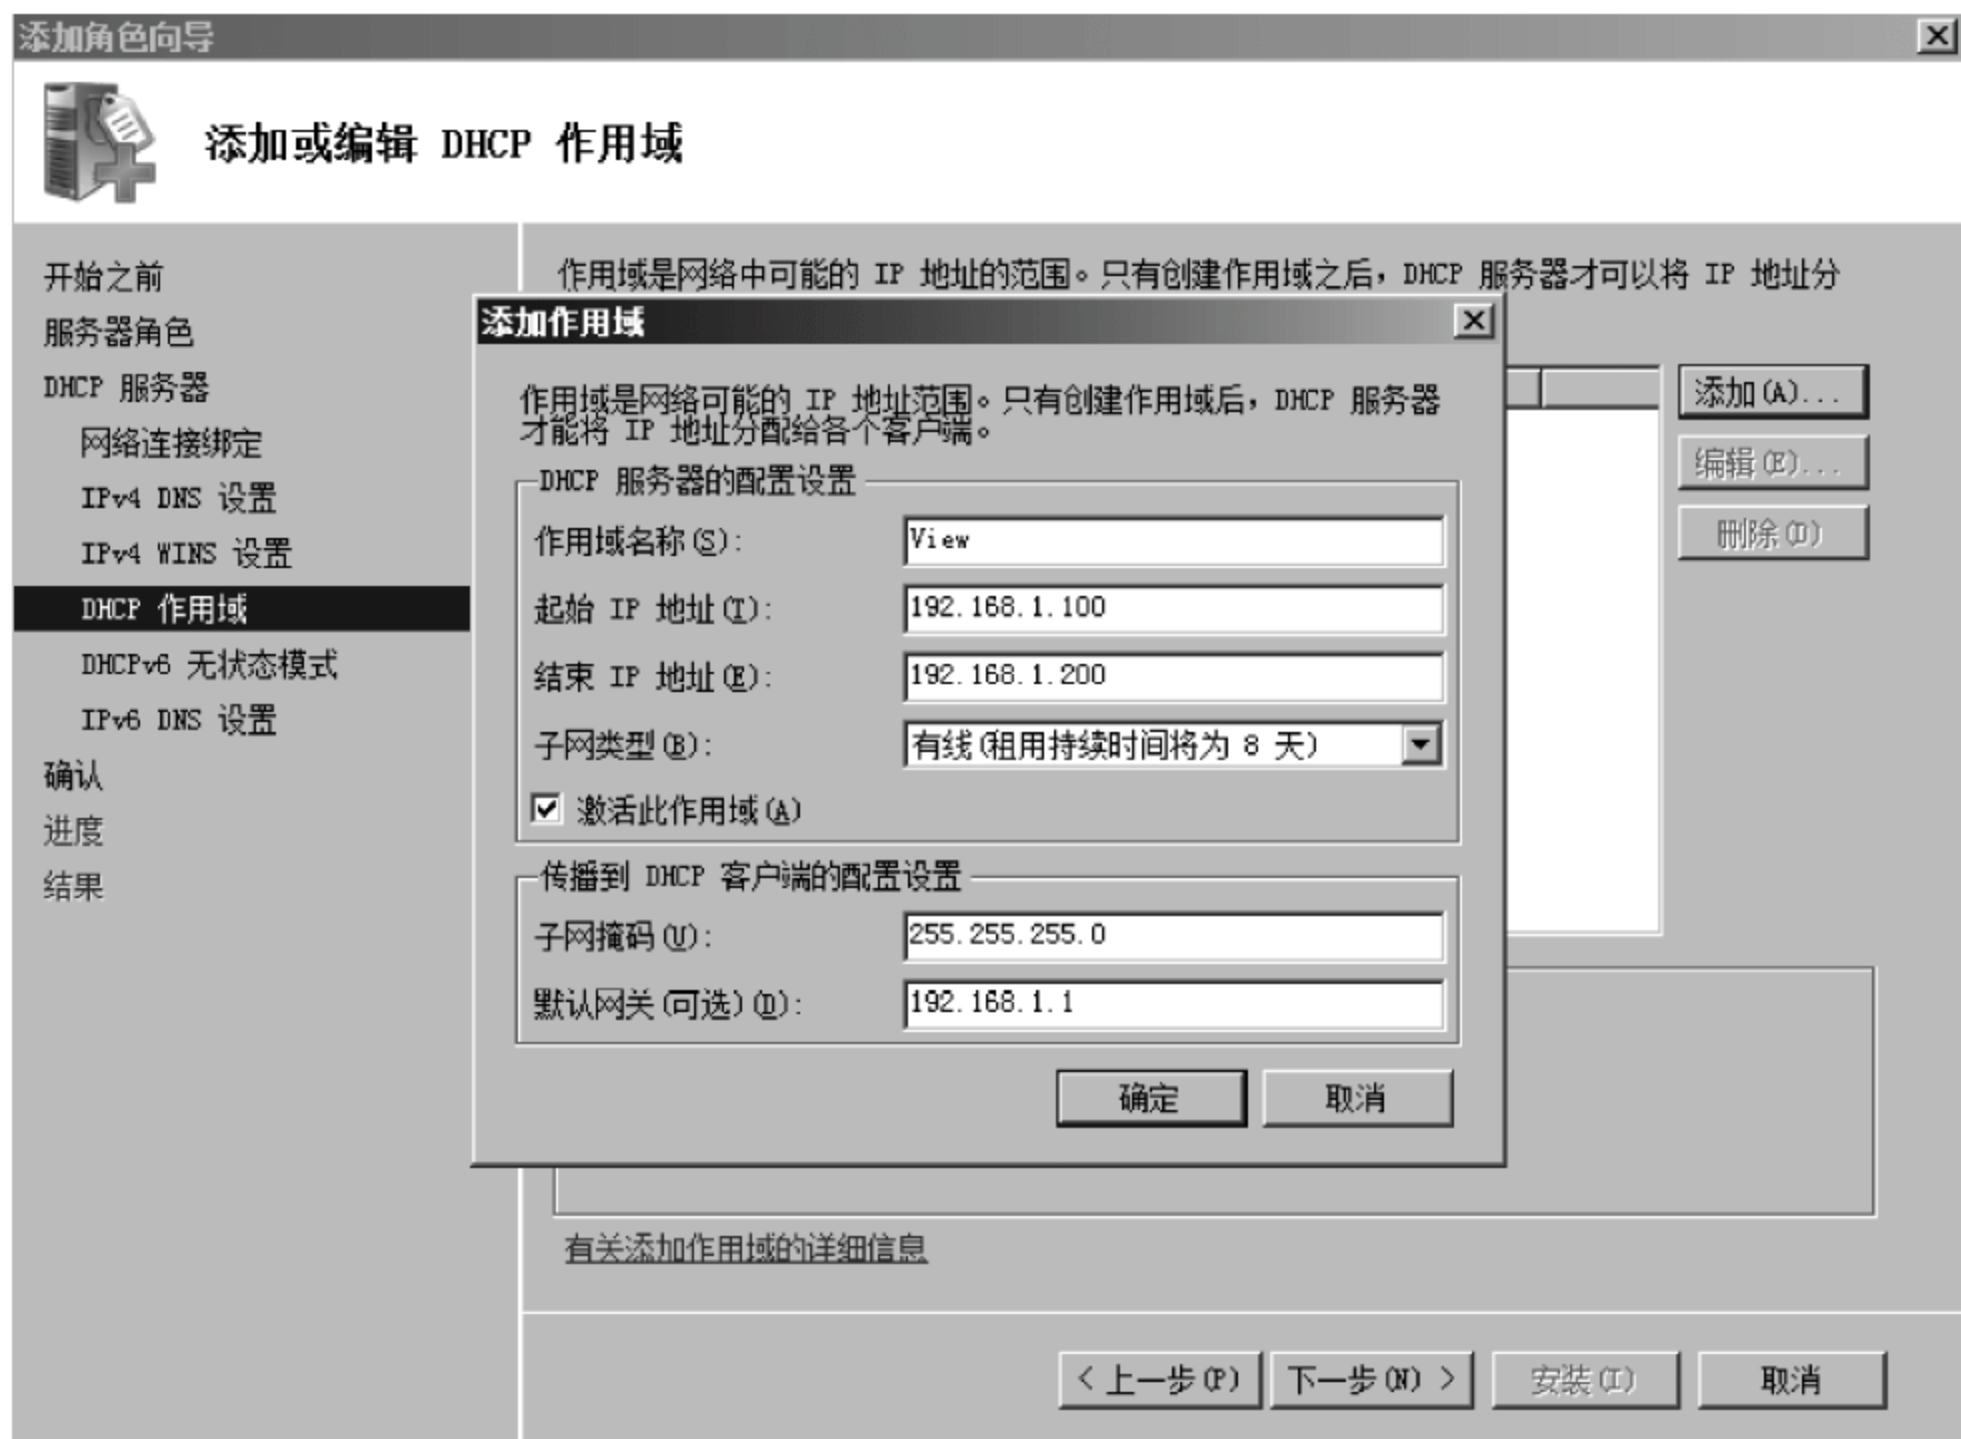 添加角色向导
添加或编辑 DHCP 作用域
开始之前
服务器角色
DHCP 服务器
网络连接绑定
IPv4 DNS 设置
IPv4 WINS 设置
DHCP 作用域
DHCPv6 无状态模式
IPv6 DNS 设置
确认
进度
结果
作用域是网络中可能的 IP 地址的范围。只有创建作用域之后，DHCP 服务器才可以将 IP 地址分
添加作用域
作用域是网络可能的 IP 地址范围。只有创建作用域后，DHCP 服务器
才能将 IP 地址分配给各个客户端。
DHCP 服务器的配置设置
作用域名称(S): View
起始 IP 地址(T): 192.168.1.100
结束 IP 地址(E): 192.168.1.200
子网类型(B): 有线(租用持续时间将为 8 天)
激活此作用域(A)
传播到 DHCP 客户端的配置设置
子网掩码(U): 255.255.255.0
默认网关(可选)(D): 192.168.1.1
确定 取消
添加(A)...
编辑(E)...
删除(D)
有关添加作用域的详细信息
< 上一步(P) 下一步(N) > 安装(I) 取消